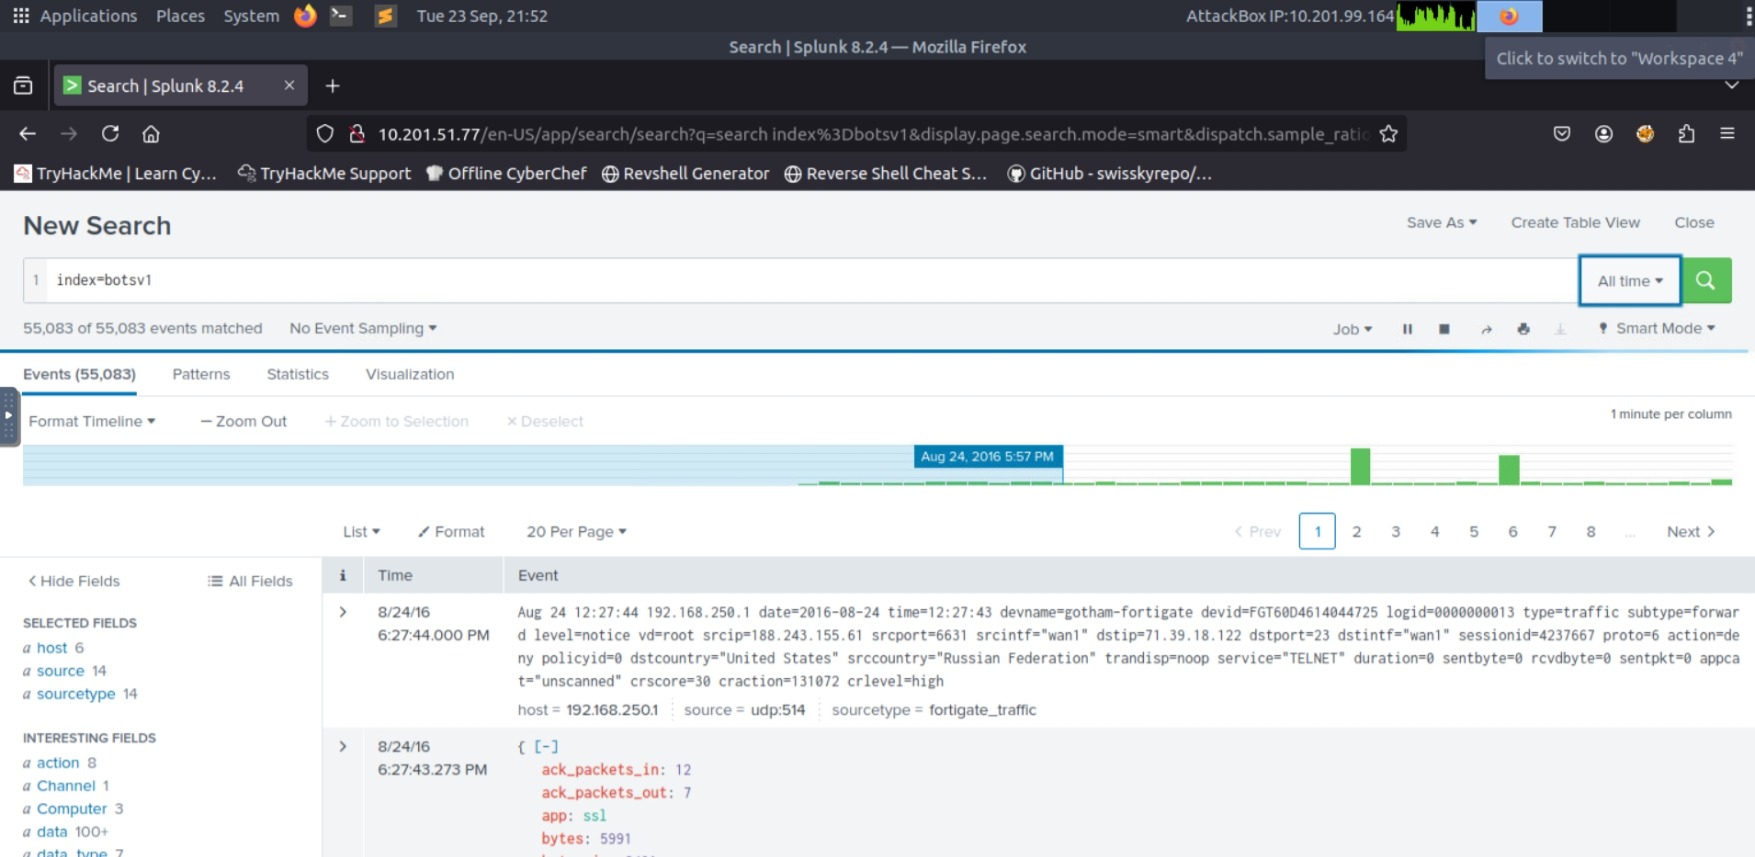 Applications Places System Tue 23 Sep, 21:52 AttackBox IP:10.201.99.164
Search | Splunk 8.2.4 — Mozilla Firefox
Click to switch to "Workspace 4"
Search | Splunk 8.2.4
10.201.51.77/en-US/app/search/search?q=search index%3Dbotsv1&display.page.search.mode=smart&dispatch.sample_ratio
TryHackMe | Learn Cy... TryHackMe Support Offline CyberChef Revshell Generator Reverse Shell Cheat S... GitHub - swisskyrepo/...
New Search
Save As Create Table View Close
1 index=botsv1 All time
55,083 of 55,083 events matched No Event Sampling Job Smart Mode
Events (55,083) Patterns Statistics Visualization
Format Timeline — Zoom Out + Zoom to Selection × Deselect 1 minute per column
Aug 24, 2016 5:57 PM
List Format 20 Per Page < Prev 1 2 3 4 5 6 7 8 ... Next >
< Hide Fields All Fields i Time Event
SELECTED FIELDS
a host 6
a source 14
a sourcetype 14
INTERESTING FIELDS
a action 8
a Channel 1
a Computer 3
a data 100+
a data_type 7
> 8/24/16
6:27:44.000 PM
Aug 24 12:27:44 192.168.250.1 date=2016-08-24 time=12:27:43 devname=gotham-fortigate devid=FGT60D4614044725 logid=0000000013 type=traffic subtype=forwar
d level=notice vd=root srcip=188.243.155.61 srcport=6631 srcintf="wan1" dstip=71.39.18.122 dstport=23 dstintf="wan1" sessionid=4237667 proto=6 action=de
ny policyid=0 dstcountry="United States" srccountry="Russian Federation" trandisp=noop service="TELNET" duration=0 sentbyte=0 rcvdbyte=0 sentpkt=0 appca
t="unscanned" crscore=30 craction=131072 crlevel=high
host = 192.168.250.1 source = udp:514 sourcetype = fortigate_traffic
> 8/24/16
6:27:43.273 PM
{ [-]
ack_packets_in: 12
ack_packets_out: 7
app: ssl
bytes: 5991